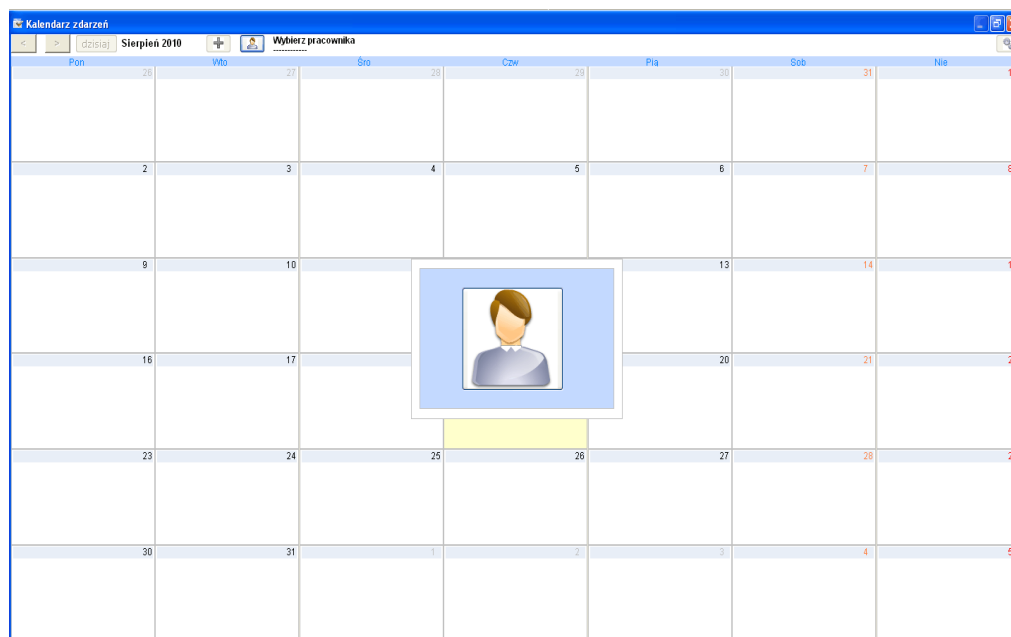 Kalendarz zdarzeń
< > dzisiaj Sierpień 2010 Wybierz pracownika
------------
Pon Wto Śro Czw Pia Sob Nie
26 27 28 29 30 31 1
2 3 4 5 6 7 8
9 10 13 14
16 17 20 21
23 24 25 26 27 28
30 31 1 2 3 4 5